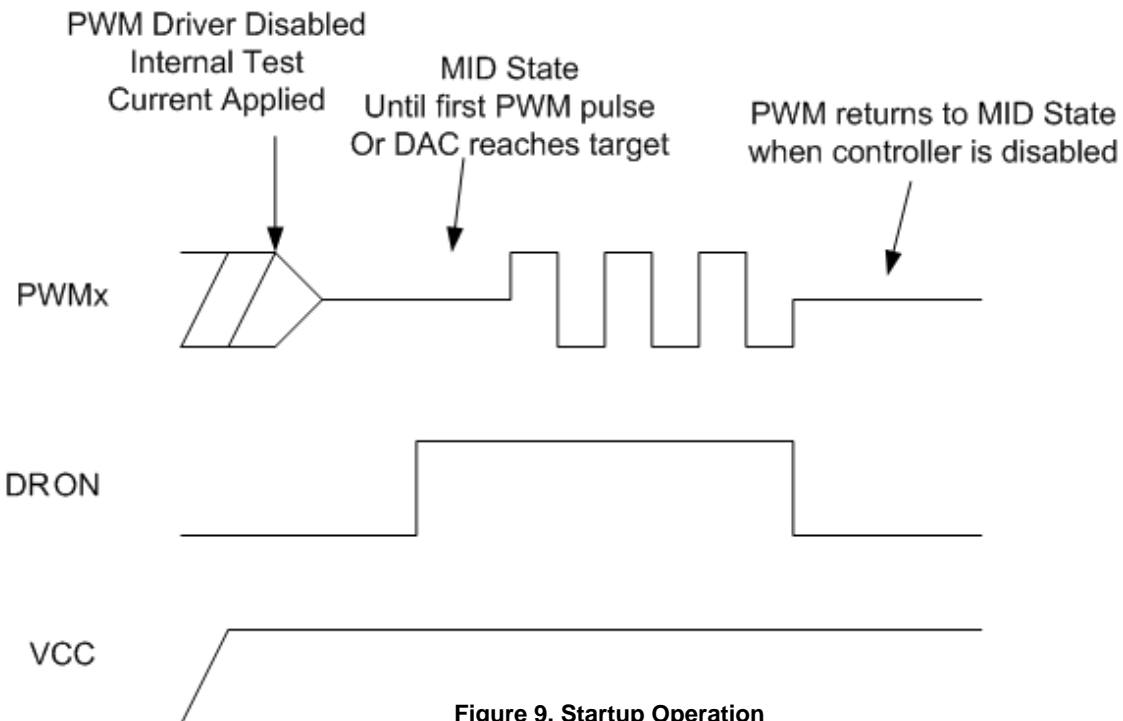 PWM Driver Disabled
Internal Test
Current Applied
MID State
Until first PWM pulse
Or DAC reaches target
PWM returns to MID State
when controller is disabled
PWMx
DRON
VCC
Figure 9. Startup Operation